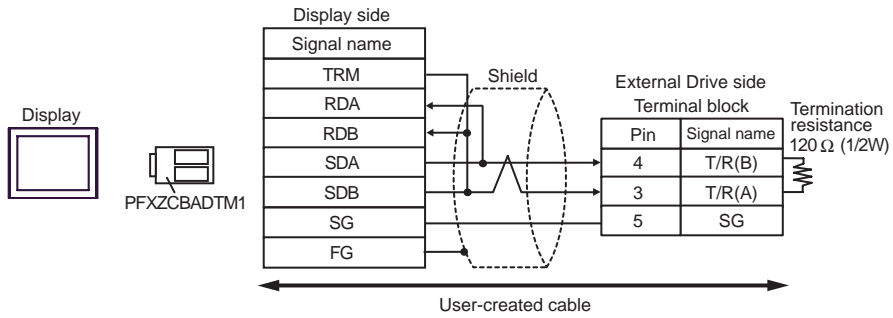 Display side
Signal name
TRM
RDA
RDB
SDA
SDB
SG
FG
Shield
Display
PFXZCBADTM1
External Drive side
Terminal block
Pin Signal name
4 T/R(B)
3 T/R(A)
5 SG
Termination
resistance
120 Ω (1/2W)
User-created cable